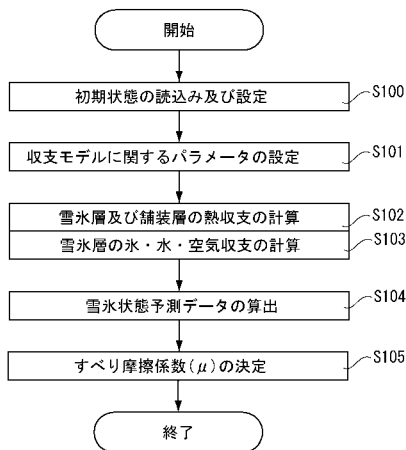 開始
初期状態の読込み及び設定
S100
収支モデルに関するパラメータの設定
S101
雪氷層及び舗装層の熱収支の計算
S102
雪氷層の氷・水・空気収支の計算
S103
雪氷状態予測データの算出
S104
すべり摩擦係数(μ)の決定
S105
終了